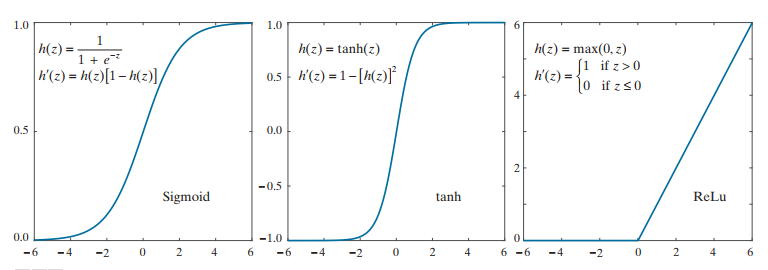 1.0
h(z) = 1 / (1 + e^{-z})
h'(z) = h(z)[1 − h(z)]
0.5
Sigmoid
0.0
−6 −4 −2 0 2 4 6
1.0
h(z) = tanh(z)
0.5
h'(z) = 1 − [h(z)]²
0.0
−0.5
tanh
−1.0
−6 −4 −2 0 2 4 6
6
h(z) = max(0, z)
h'(z) = {1 if z > 0
0 if z ≤ 0
4
2
ReLu
0
−6 −4 −2 0 2 4 6